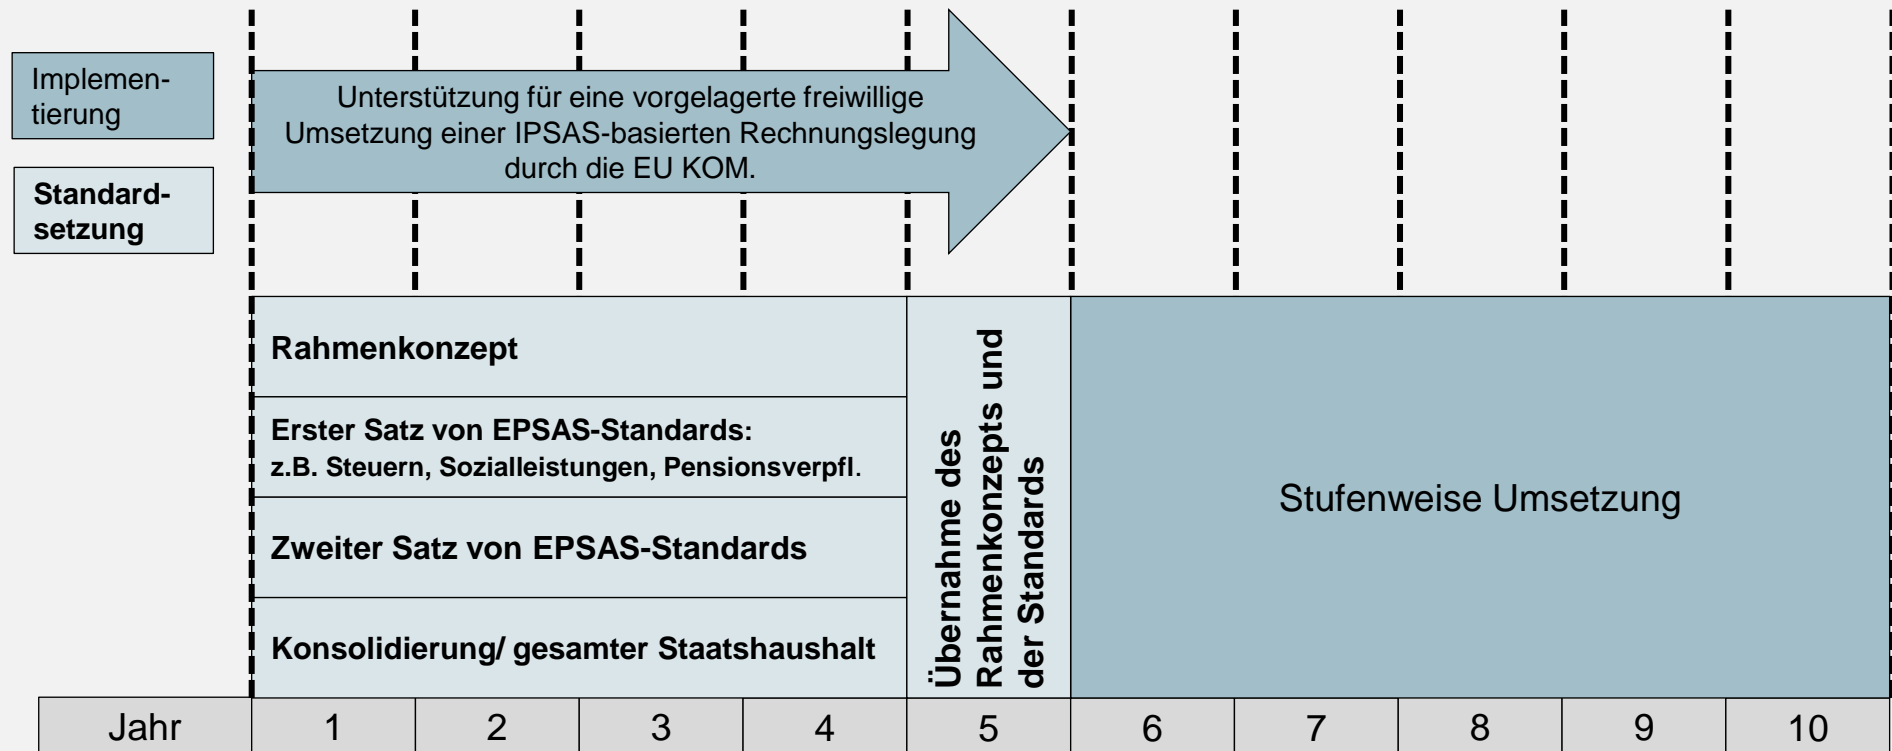 Implemen-
tierung
Standard-
setzung
Unterstützung für eine vorgelagerte freiwillige
Umsetzung einer IPSAS-basierten Rechnungslegung
durch die EU KOM.
Rahmenkonzept
Erster Satz von EPSAS-Standards:
z.B. Steuern, Sozialleistungen, Pensionsverpfl.
Zweiter Satz von EPSAS-Standards
Konsolidierung/ gesamter Staatshaushalt
Übernahme des
Rahmenkonzepts und
der Standards
Stufenweise Umsetzung
Jahr 1 2 3 4 5 6 7 8 9 10